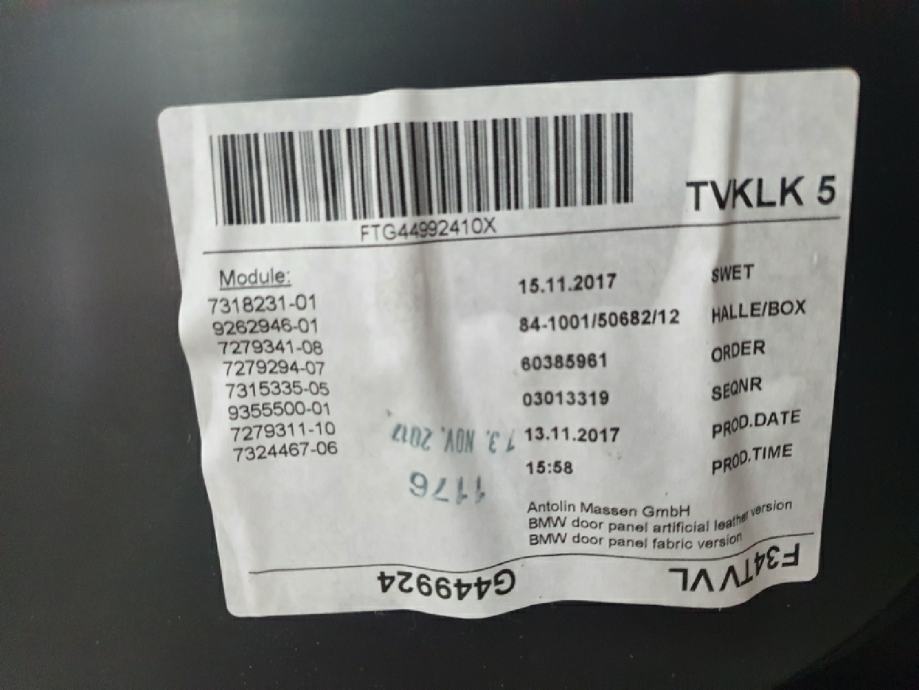 FTG44992410X
TVKLK 5
Module:
7318231-01
9262946-01
7279341-08
7279294-07
7315335-05
9355500-01
7279311-10
7324467-06
15.11.2017 SWET
84-1001/50682/12 HALLE/BOX
60385961 ORDER
03013319 SEQNR
13.11.2017 PROD.DATE
15:58 PROD.TIME
13. NOV. 2017
1176
Antolin Massen GmbH
BMW door panel artificial leather version
BMW door panel fabric version
G449924
F34TVVL